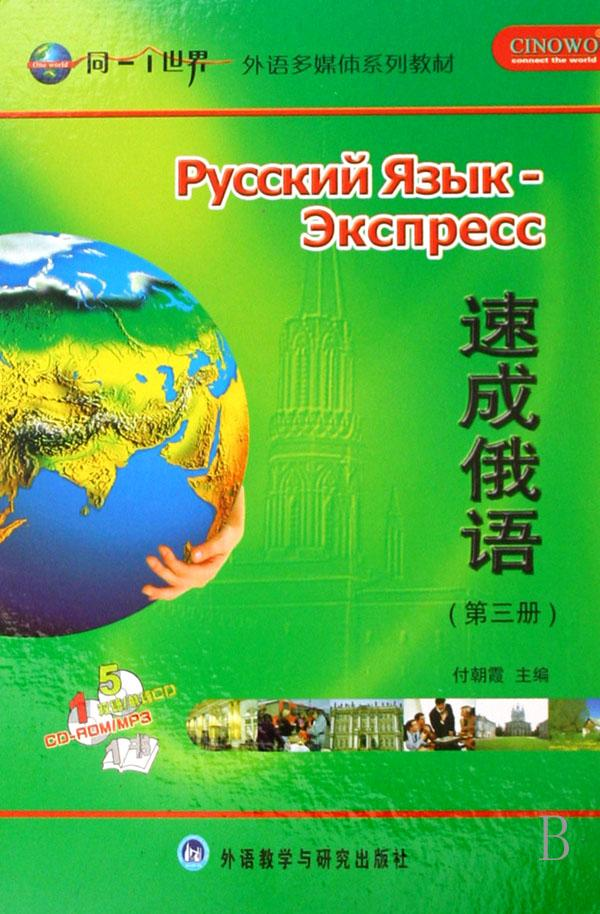 One world
同一个世界
外语多媒体系列教材
CINOWO®
connect the world
Русский Язык -
Экспресс
速成俄语
(第三册)
付朝霞 主编
1 5
CD
CD-ROM/MP3
外语教学与研究出版社
B